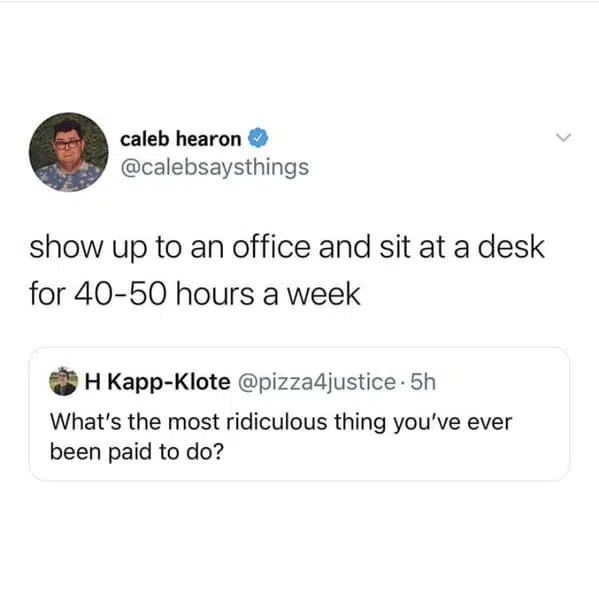 caleb hearon
@calebsaysthings
show up to an office and sit at a desk
for 40-50 hours a week
H Kapp-Klote @pizza4justice · 5h
What's the most ridiculous thing you've ever
been paid to do?